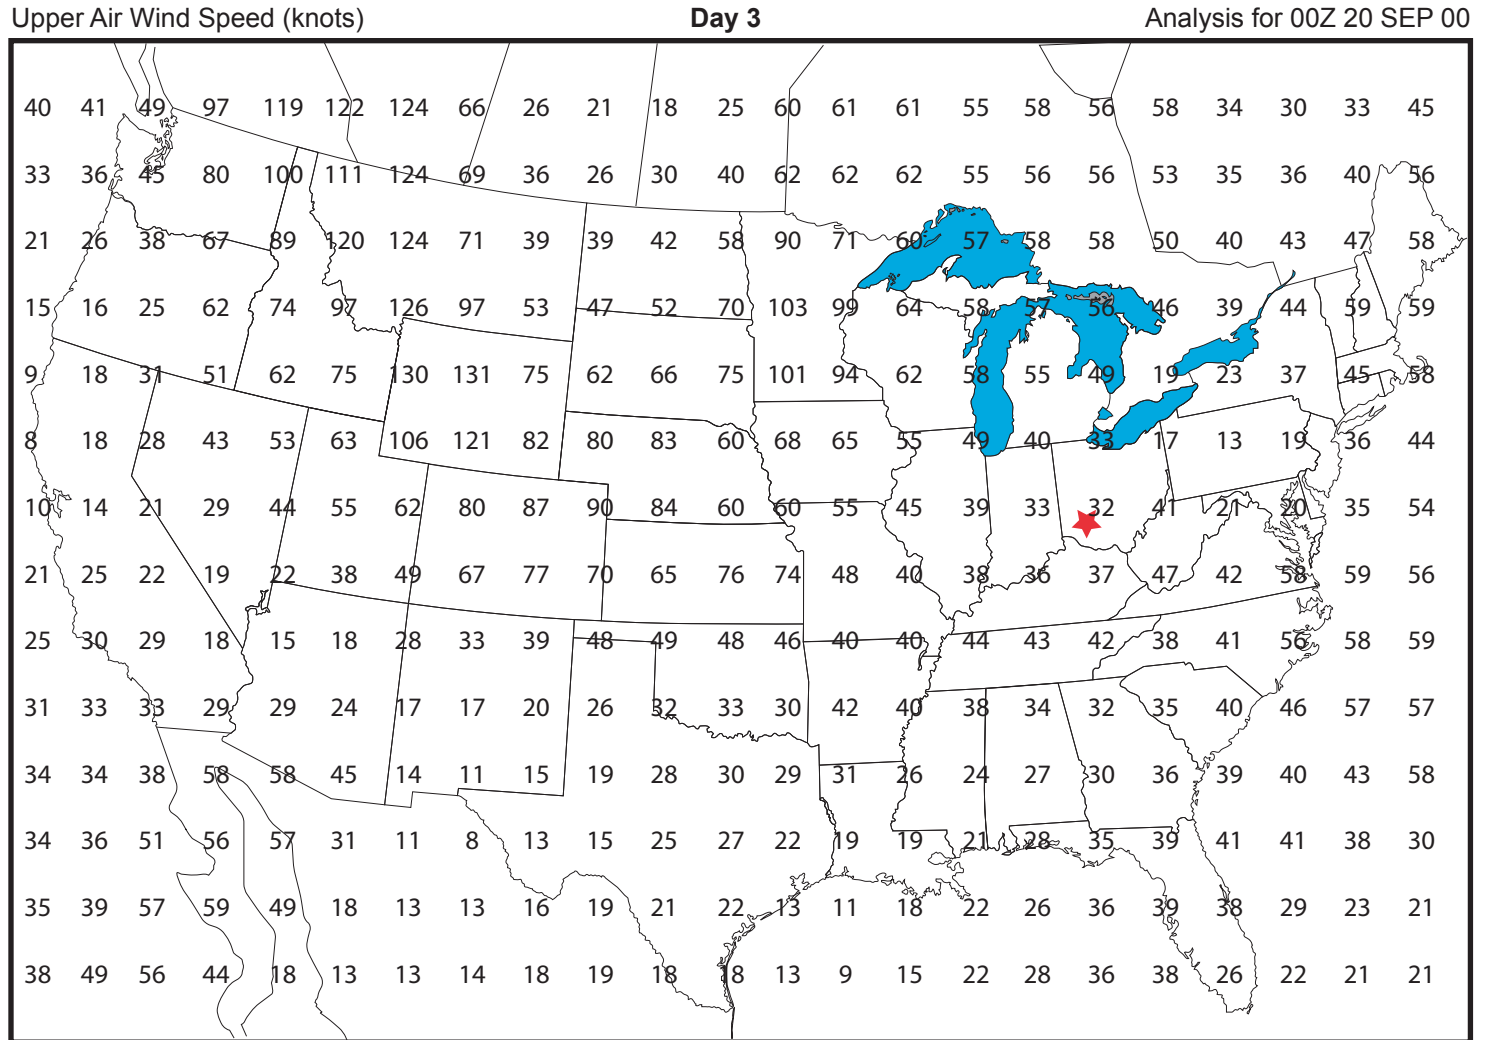 Upper Air Wind Speed (knots) Day 3 Analysis for 00Z 20 SEP 00
40 41 49 97 119 122 124 66 26 21 18 25 60 61 61 55 58 56 58 34 30 33 45
33 36 45 80 100 111 124 69 36 26 30 40 62 62 62 55 56 56 53 35 36 40 56
21 26 38 67 89 120 124 71 39 39 42 58 90 71 60 57 58 58 50 40 43 47 58
15 16 25 62 74 97 126 97 53 47 52 70 103 99 64 58 57 56 46 39 44 59 59
9 18 31 51 62 75 130 131 75 62 66 75 101 94 62 58 55 49 19 23 37 45 58
8 18 28 43 53 63 106 121 82 80 83 60 68 65 55 49 40 33 17 13 19 36 44
10 14 21 29 44 55 62 80 87 90 84 60 60 55 45 39 33 32 41 21 20 35 54
21 25 22 19 22 38 49 67 77 70 65 76 74 48 40 38 36 37 47 42 58 59 56
25 30 29 18 15 18 28 33 39 48 49 48 46 40 40 44 43 42 38 41 56 58 59
31 33 33 29 29 24 17 17 20 26 32 33 30 42 40 38 34 32 35 40 46 57 57
34 34 38 58 58 45 14 11 15 19 28 30 29 31 26 24 27 30 36 39 40 43 58
34 36 51 56 57 31 11 8 13 15 25 27 22 19 19 21 28 35 39 41 41 38 30
35 39 57 59 49 18 13 13 16 19 21 22 13 11 18 22 26 36 39 38 29 23 21
38 49 56 44 18 13 13 14 18 19 18 18 13 9 15 22 28 36 38 26 22 21 21